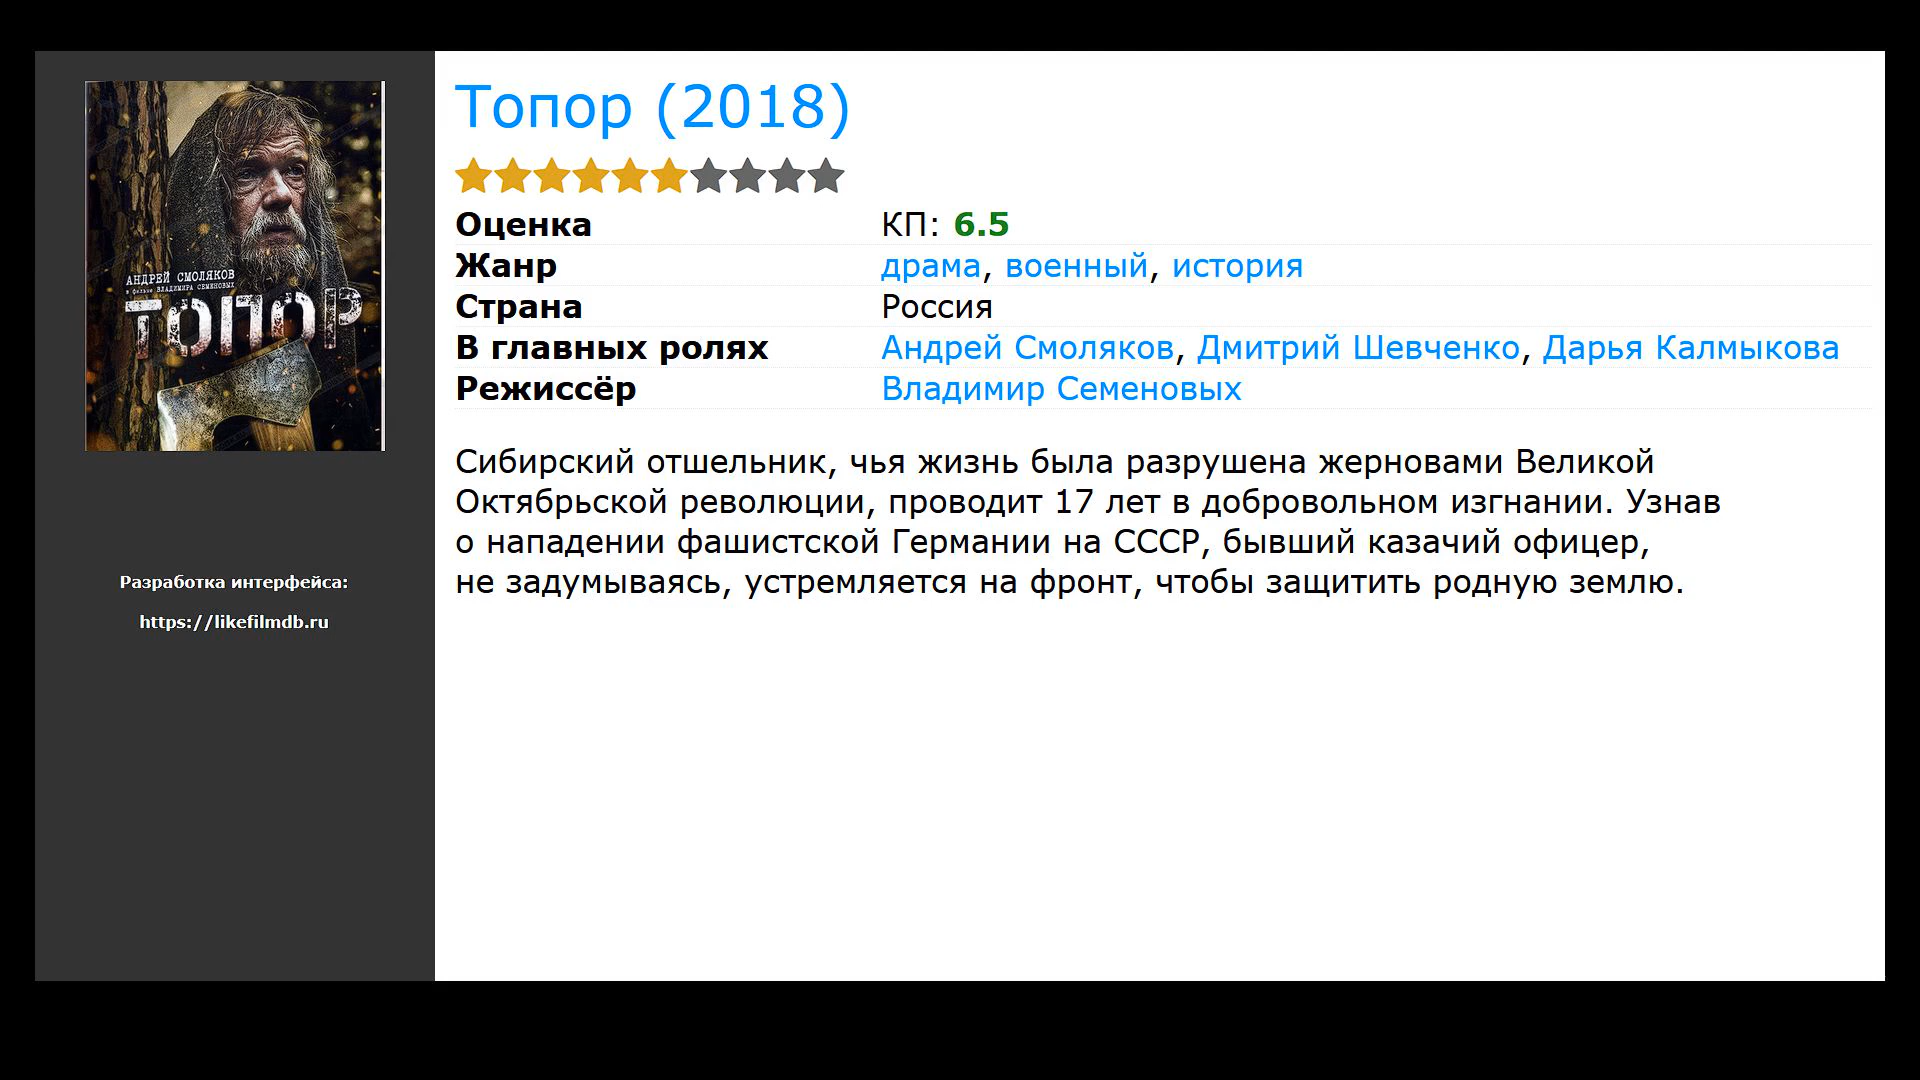 АНДРЕЙ СМОЛЯКОВ
в фильме ВЛАДИМИРА СЕМЕНОВЫХ
ТОПОР
Разработка интерфейса:
https://likefilmdb.ru
Топор (2018)
Оценка КП: 6.5
Жанр драма, военный, история
Страна Россия
В главных ролях Андрей Смоляков, Дмитрий Шевченко, Дарья Калмыкова
Режиссёр Владимир Семеновых
Сибирский отшельник, чья жизнь была разрушена жерновами Великой
Октябрьской революции, проводит 17 лет в добровольном изгнании. Узнав
о нападении фашистской Германии на СССР, бывший казачий офицер,
не задумываясь, устремляется на фронт, чтобы защитить родную землю.